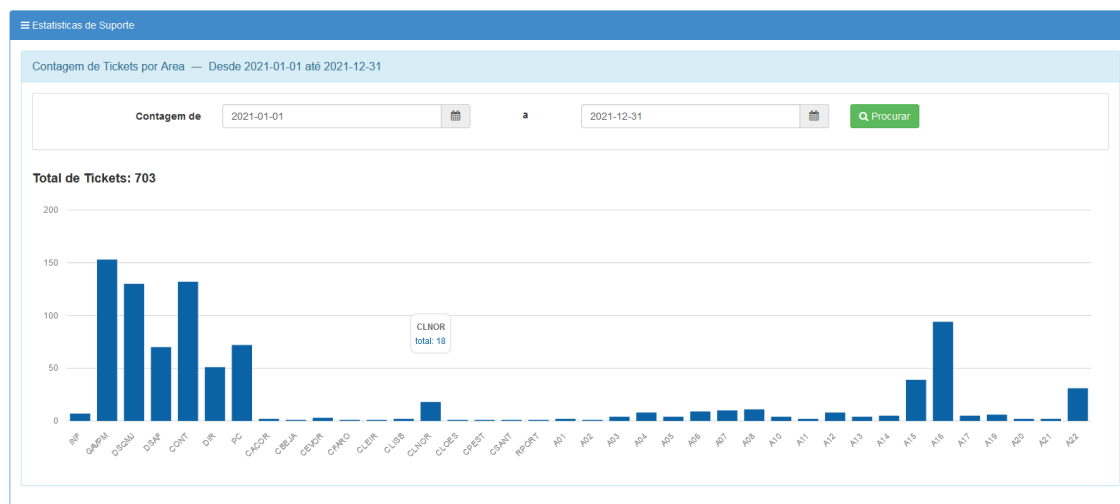 Estatisticas de Suporte
Contagem de Tickets por Area — Desde 2021-01-01 até 2021-12-31
Contagem de 2021-01-01 a 2021-12-31 Procurar
Total de Tickets: 703
200
150
100
50
0
CLNOR
total: 18
INF DSQMJ DSAF CONT DIR PC CACOR CBEJA CEVOR CFARO CLEIR CLISB CLNOR CLOES CPEST CSANT RPORT A01 A02 A03 A04 A05 A06 A07 A08 A10 A11 A12 A13 A14 A15 A16 A17 A19 A20 A21 A22